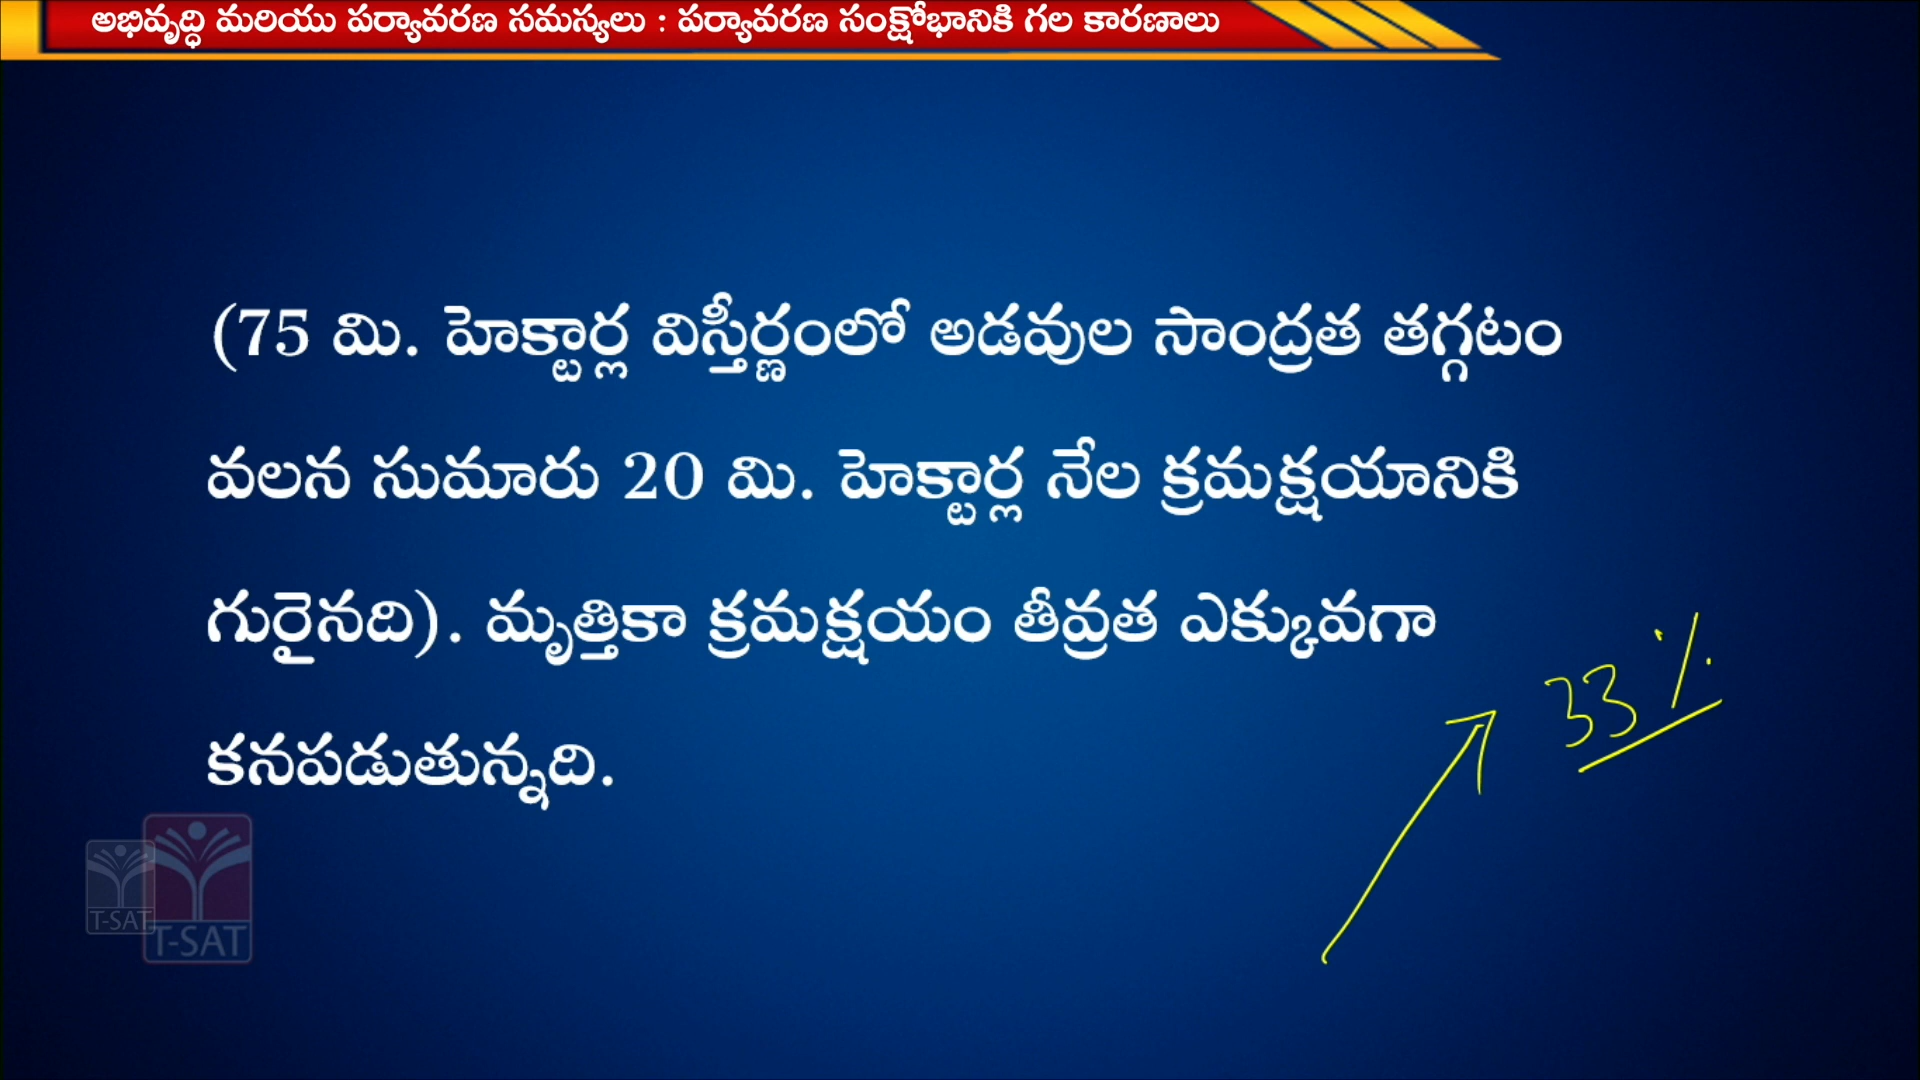 అభివృద్ధి మరియు పర్యావరణ సమస్యలు : పర్యావరణ సంక్షోభానికి గల కారణాలు
(75 మి. హెక్టార్ల విస్తీర్ణంలో అడవుల సాంద్రత తగ్గటం
వలన సుమారు 20 మి. హెక్టార్ల నేల క్రమక్షయానికి
గురైనది). మృత్తికా క్రమక్షయం తీవ్రత ఎక్కువగా
33%
కనపడుతున్నది.
T-SAT
T-SAT